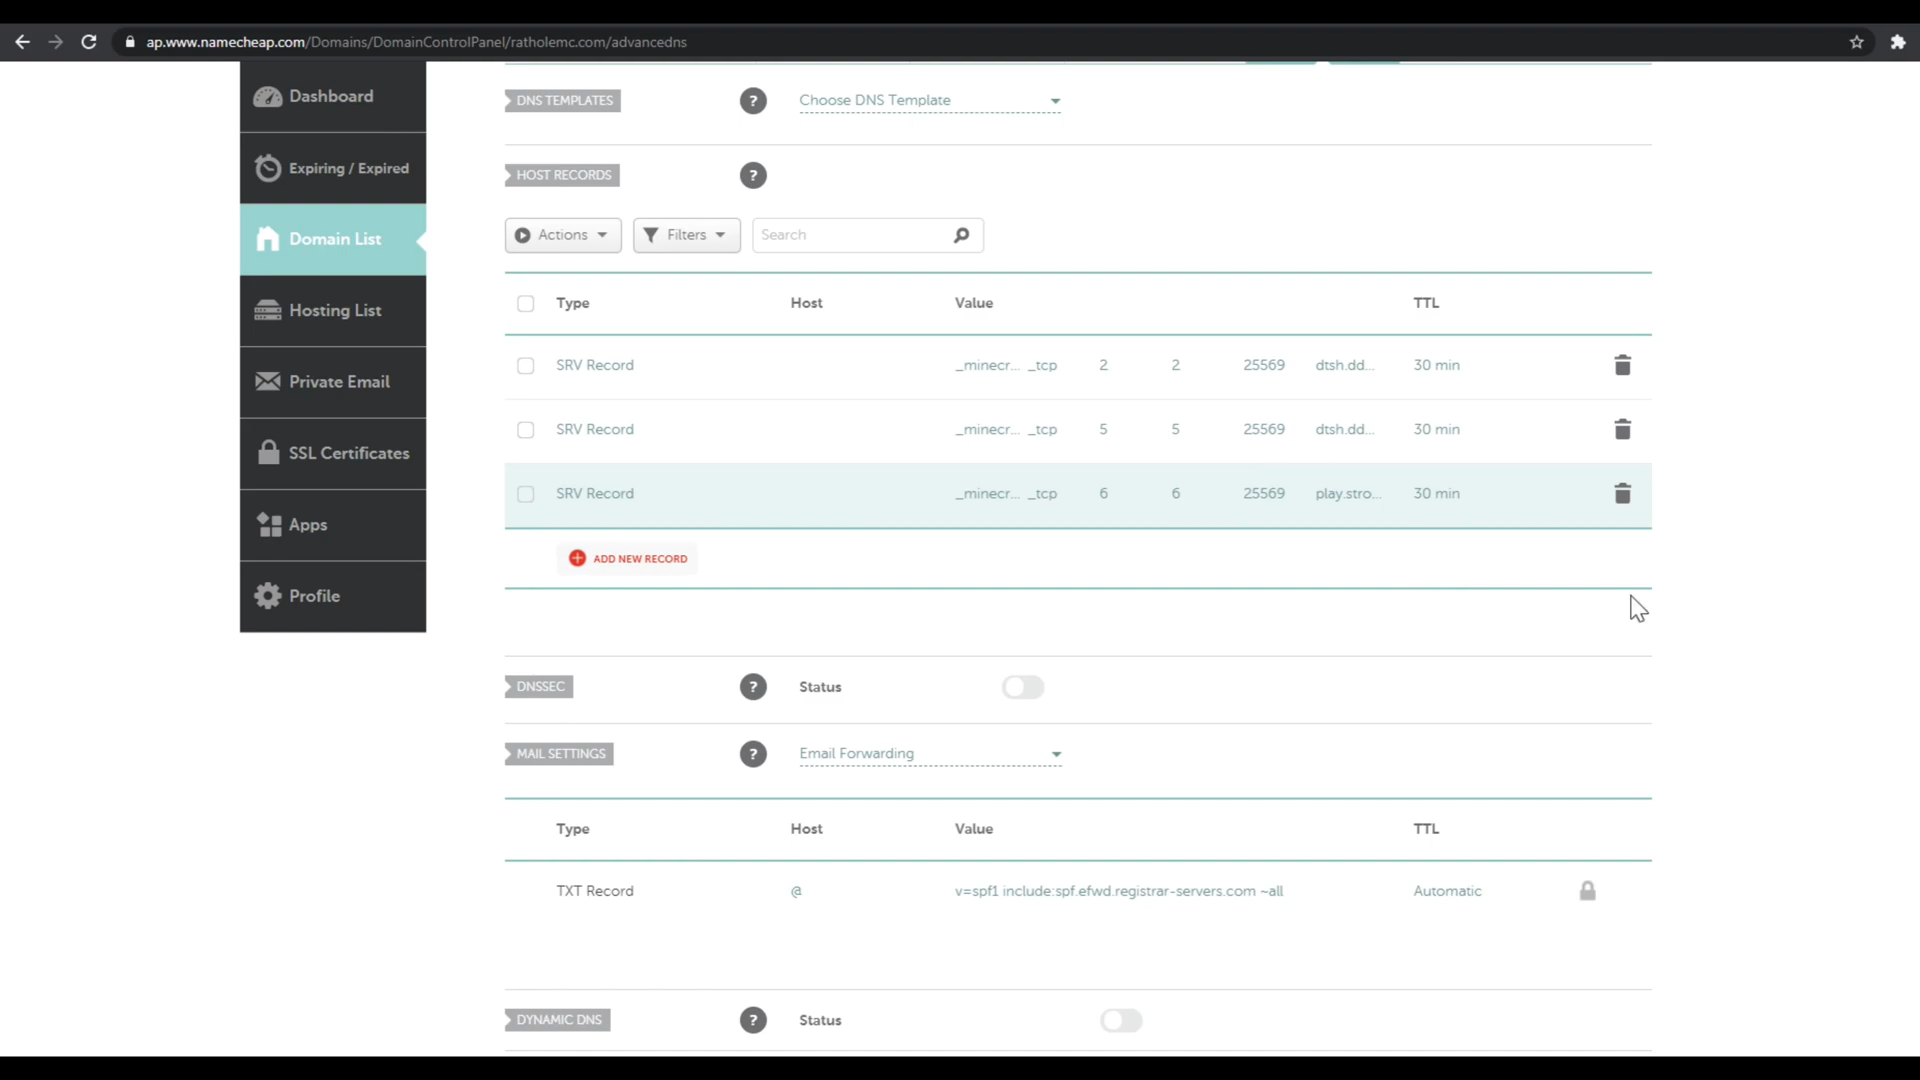 ap.www.namecheap.com/Domains/DomainControlPanel/ratholemc.com/advancedns
Dashboard
Expiring / Expired
Domain List
Hosting List
Private Email
SSL Certificates
Apps
Profile
DNS TEMPLATES ? Choose DNS Template
HOST RECORDS ?
Actions Filters Search
Type Host Value TTL
SRV Record _minecr... _tcp 2 2 25569 dtsh.dd... 30 min
SRV Record _minecr... _tcp 5 5 25569 dtsh.dd... 30 min
SRV Record _minecr... _tcp 6 6 25569 play.stro... 30 min
ADD NEW RECORD
DNSSEC ? Status
MAIL SETTINGS ? Email Forwarding
Type Host Value TTL
TXT Record @ v=spf1 include:spf.efwd.registrar-servers.com ~all Automatic
DYNAMIC DNS ? Status